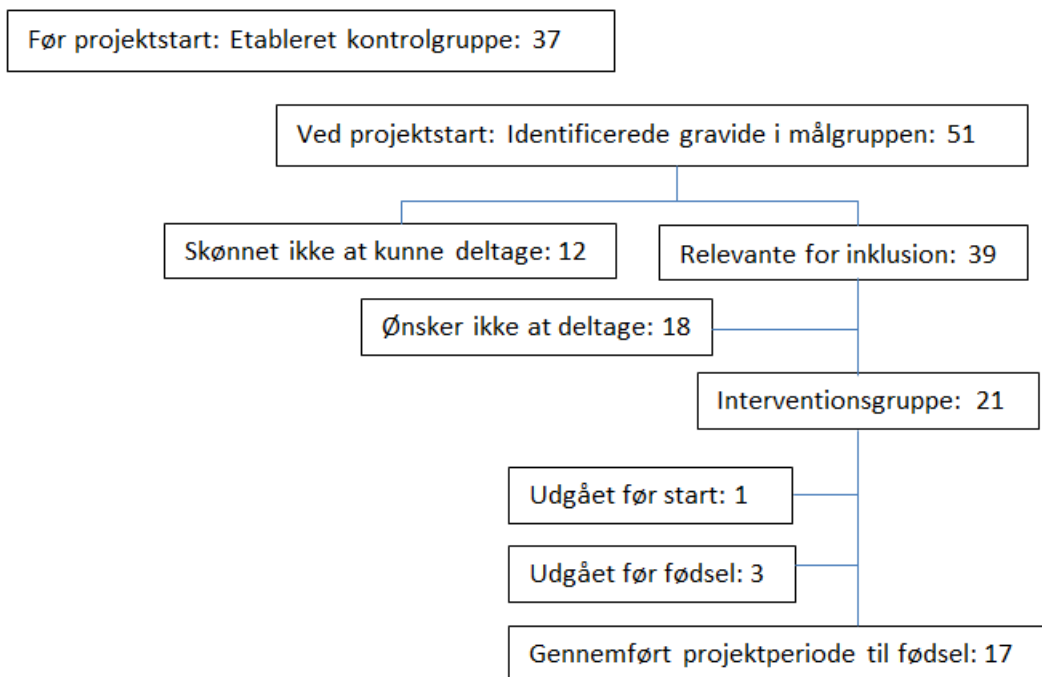 Før projektstart: Etableret kontrolgruppe: 37
Ved projektstart: Identificerede gravide i målgruppen: 51
Skønnet ikke at kunne deltage: 12
Relevante for inklusion: 39
Ønsker ikke at deltage: 18
Interventionsgruppe: 21
Udgået før start: 1
Udgået før fødsel: 3
Gennemført projektperiode til fødsel: 17